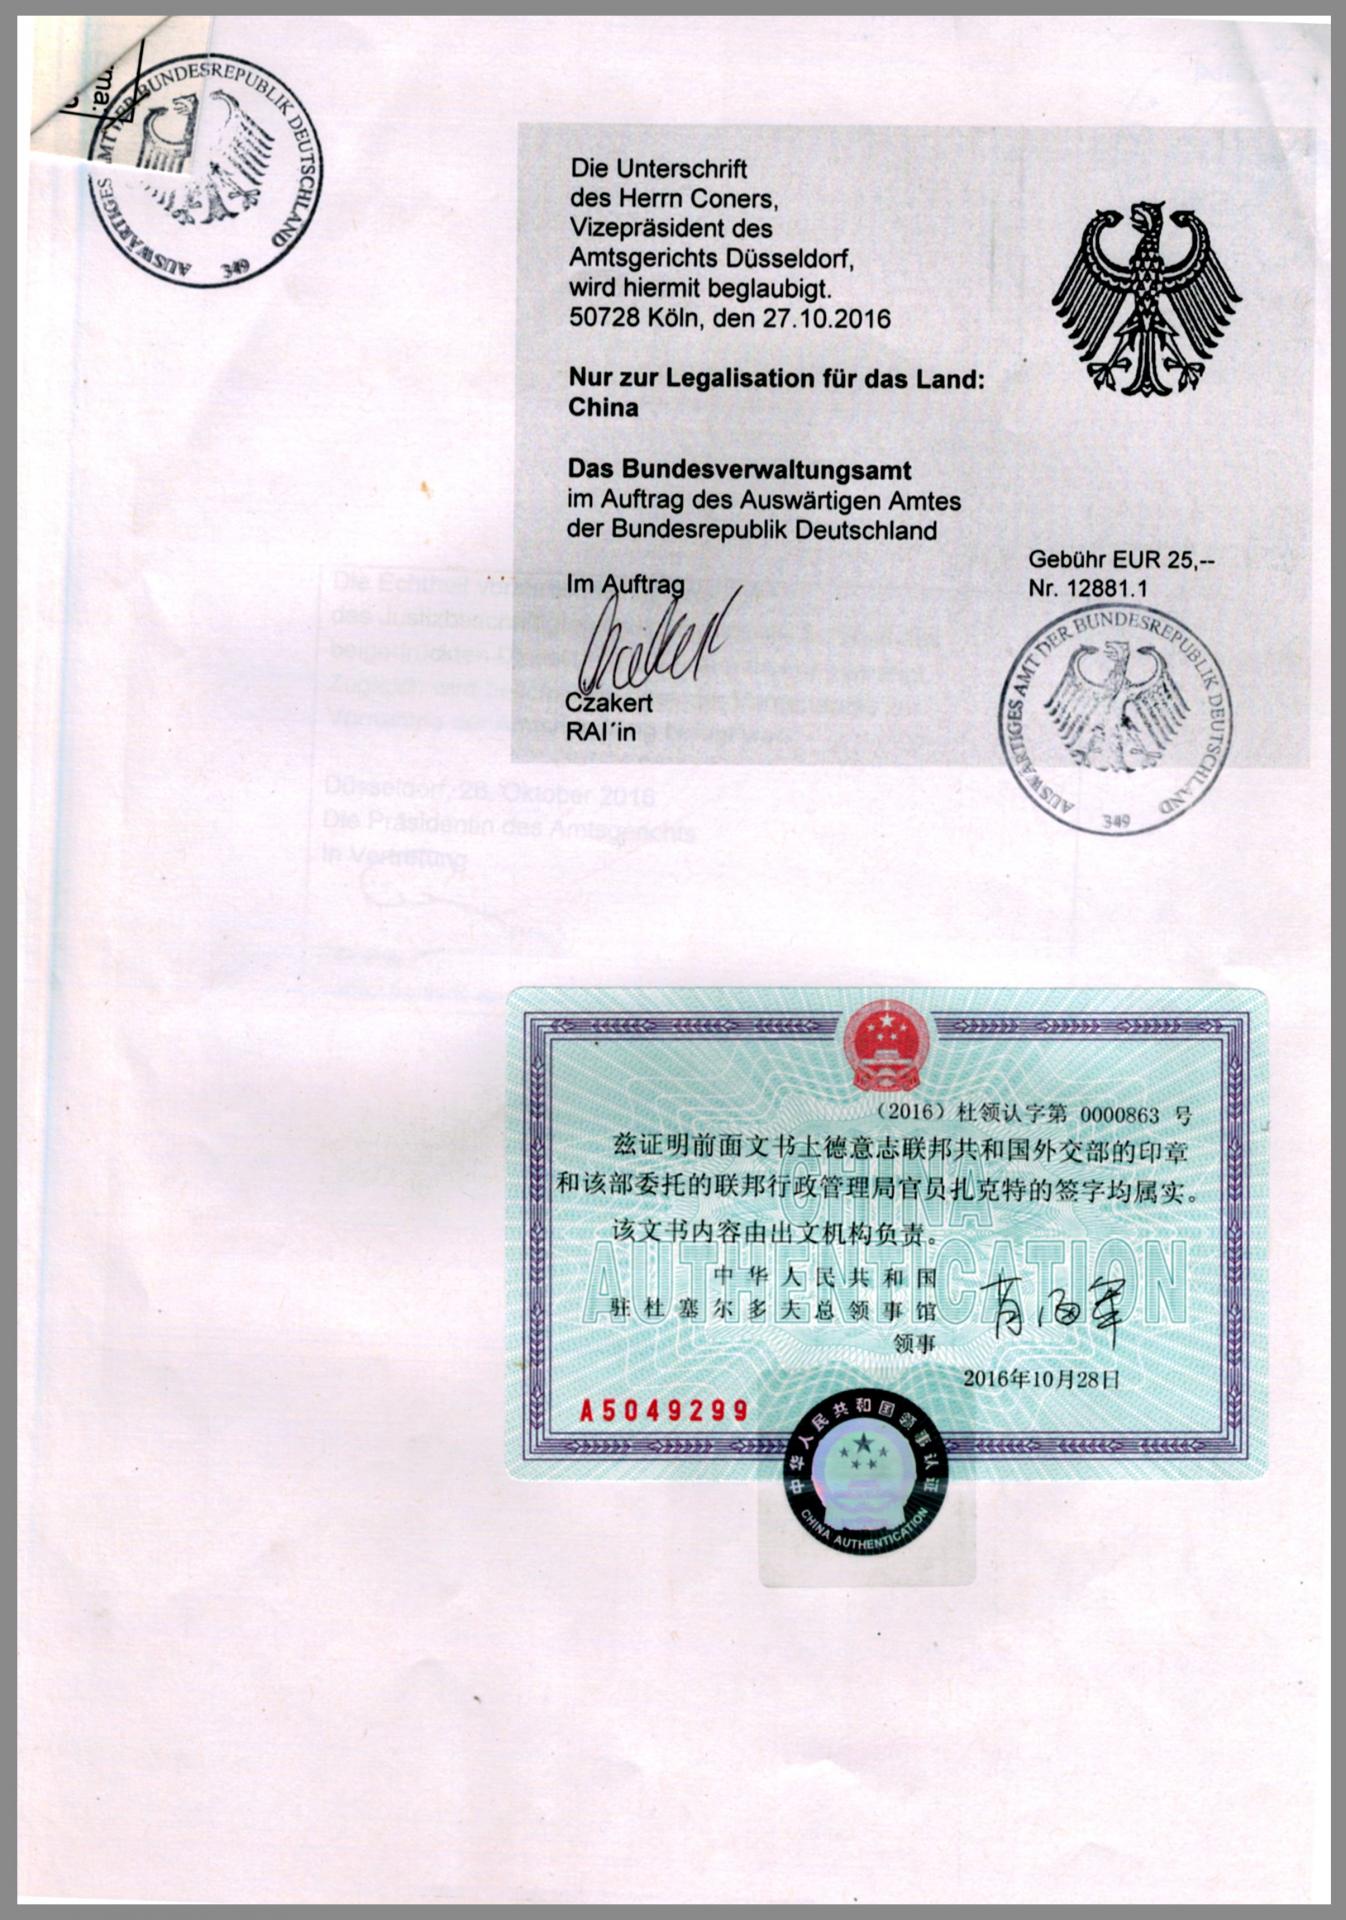 rma.
AUSWÄRTIGES AMT DER BUNDESREPUBLIK DEUTSCHLAND
349
Die Unterschrift
des Herrn Coners,
Vizepräsident des
Amtsgerichts Düsseldorf,
wird hiermit beglaubigt.
50728 Köln, den 27.10.2016
Nur zur Legalisation für das Land:
China
Das Bundesverwaltungsamt
im Auftrag des Auswärtigen Amtes
der Bundesrepublik Deutschland
Gebühr EUR 25,--
Nr. 12881.1
Im Auftrag
Czakert
Czakert
RAI´in
AUSWÄRTIGES AMT DER BUNDESREPUBLIK DEUTSCHLAND
349
Die Echtheit
das
Düsseldorf, 26. Oktober 2016
Die Präsidentin des Amtsgerichts
In Vertretung
（2016）杜领认字第 0000863 号
兹证明前面文书上德意志联邦共和国外交部的印章
和该部委托的联邦行政管理局官员扎克特的签字均属实。
该文书内容由出文机构负责。
CHINA
AUTHENTICATION
中华人民共和国
驻杜塞尔多夫总领事馆
领事
肖海军
2016年10月28日
A5049299
中华人民共和国领事认证
CHINA AUTHENTICATION